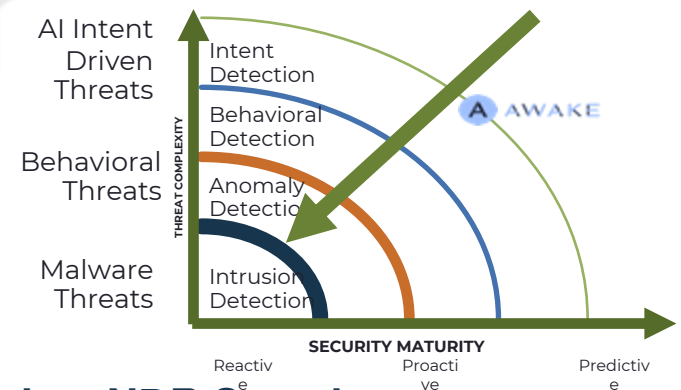 AI Intent
Driven
Threats
Intent
Detection
AWAKE
Behavioral
Detection
Behavioral
Threats
THREAT COMPLEXITY
Anomaly
Detection
Malware
Threats
Intrusion
Detection
SECURITY MATURITY
Reactiv
e
Proacti
ve
Predictiv
e